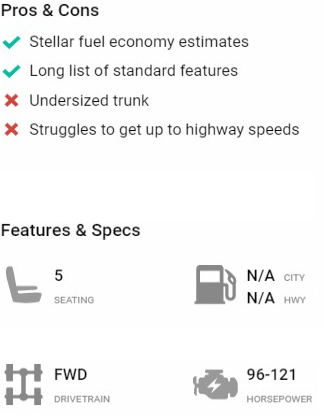 Pros & Cons
Stellar fuel economy estimates
Long list of standard features
Undersized trunk
Struggles to get up to highway speeds
Features & Specs
5
SEATING
N/A CITY
N/A HWY
FWD
DRIVETRAIN
96-121
HORSEPOWER